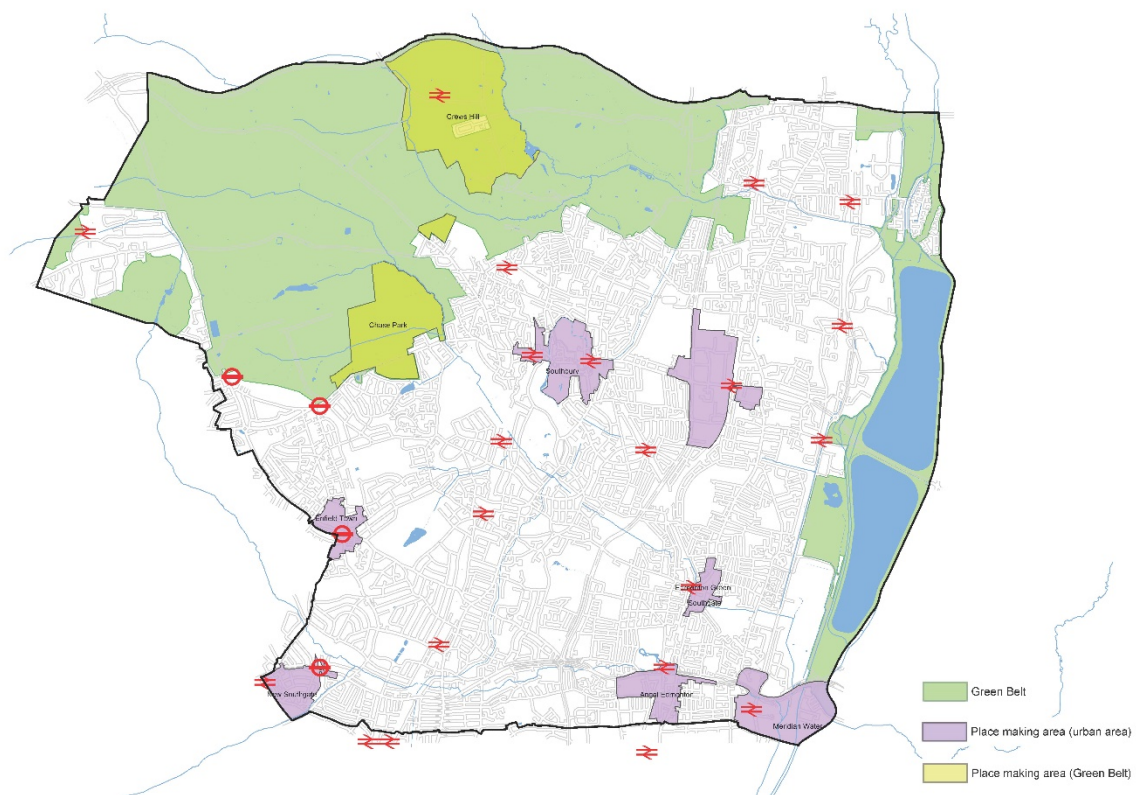 Crews Hill
Chase Park
Southbury
Enfield Town
Edmonton Green
Southgate
New Southgate
Angel Edmonton
Meridian Water
Green Belt
Place making area (urban area)
Place making area (Green Belt)